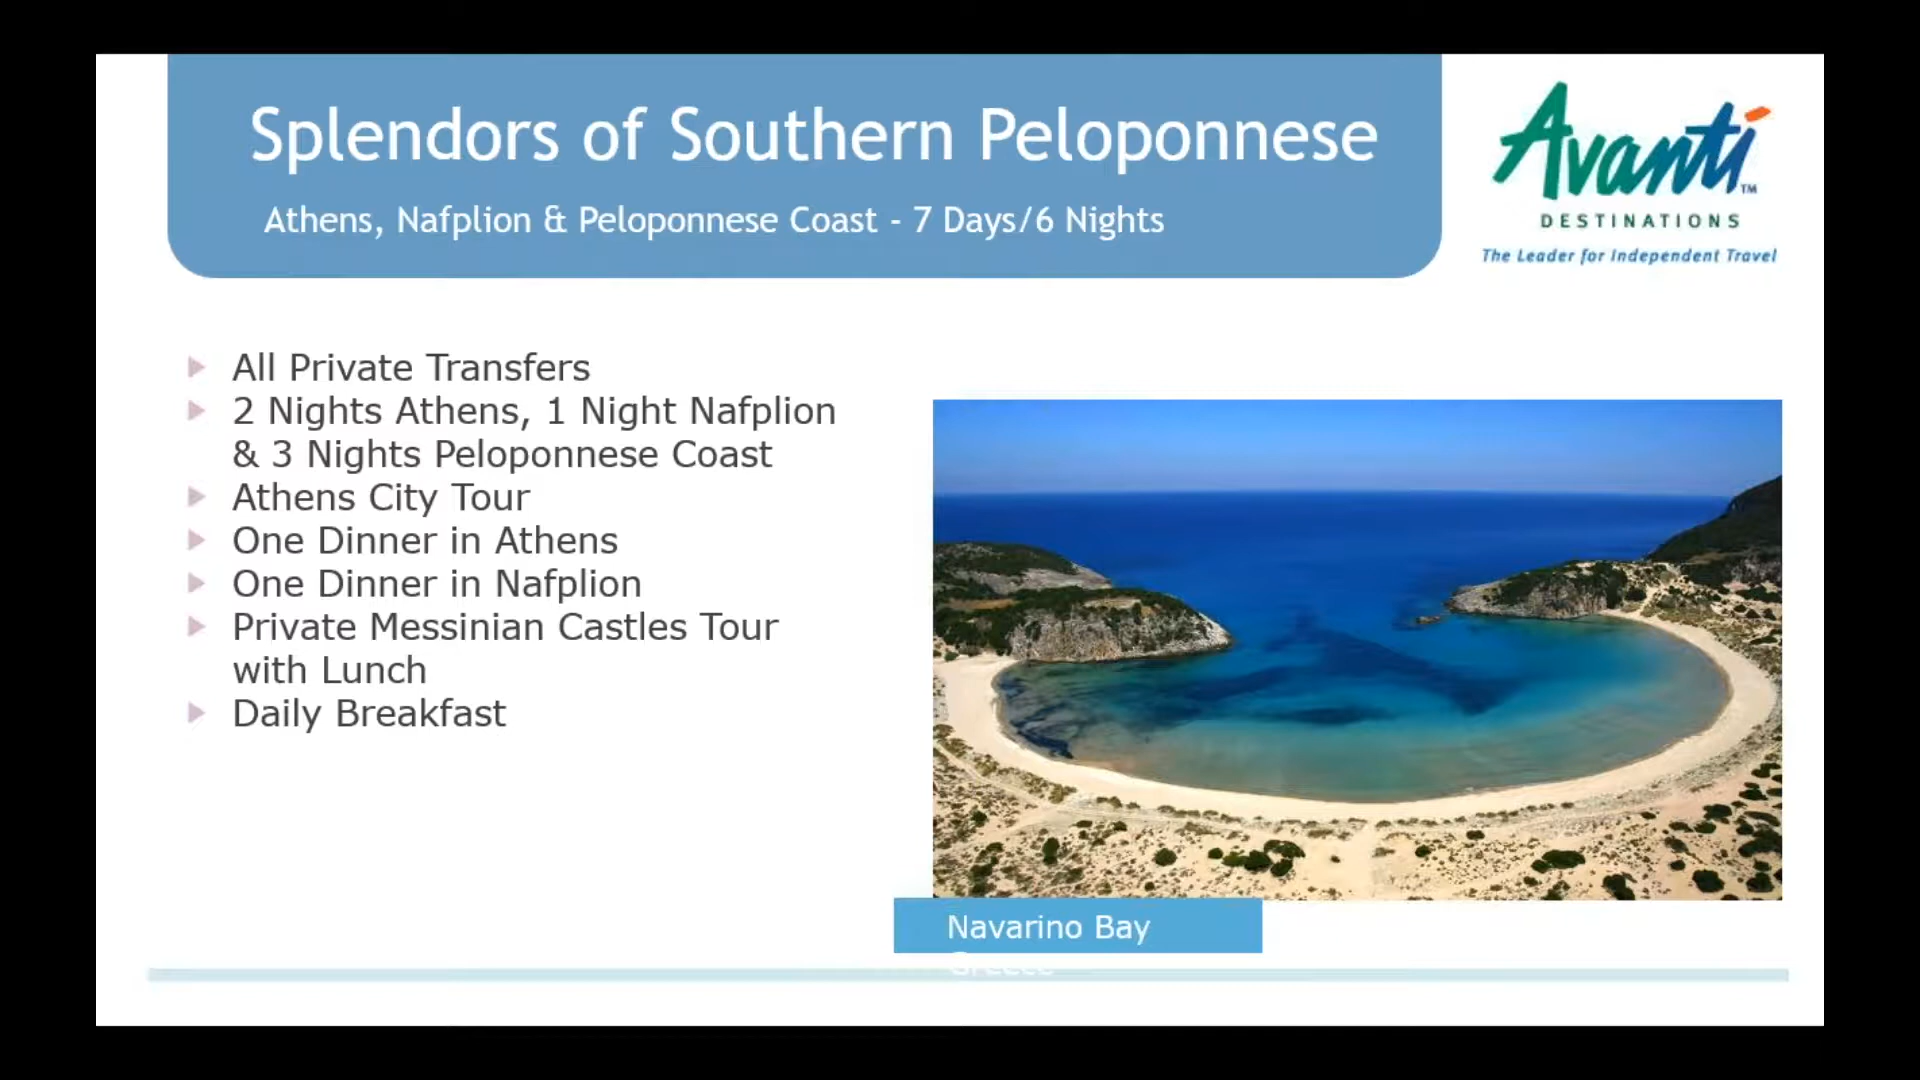 Splendors of Southern Peloponnese
Athens, Nafplion & Peloponnese Coast - 7 Days/6 Nights
Avanti™
DESTINATIONS
The Leader for Independent Travel
All Private Transfers
2 Nights Athens, 1 Night Nafplion
& 3 Nights Peloponnese Coast
Athens City Tour
One Dinner in Athens
One Dinner in Nafplion
Private Messinian Castles Tour
with Lunch
Daily Breakfast
Navarino Bay
Greece